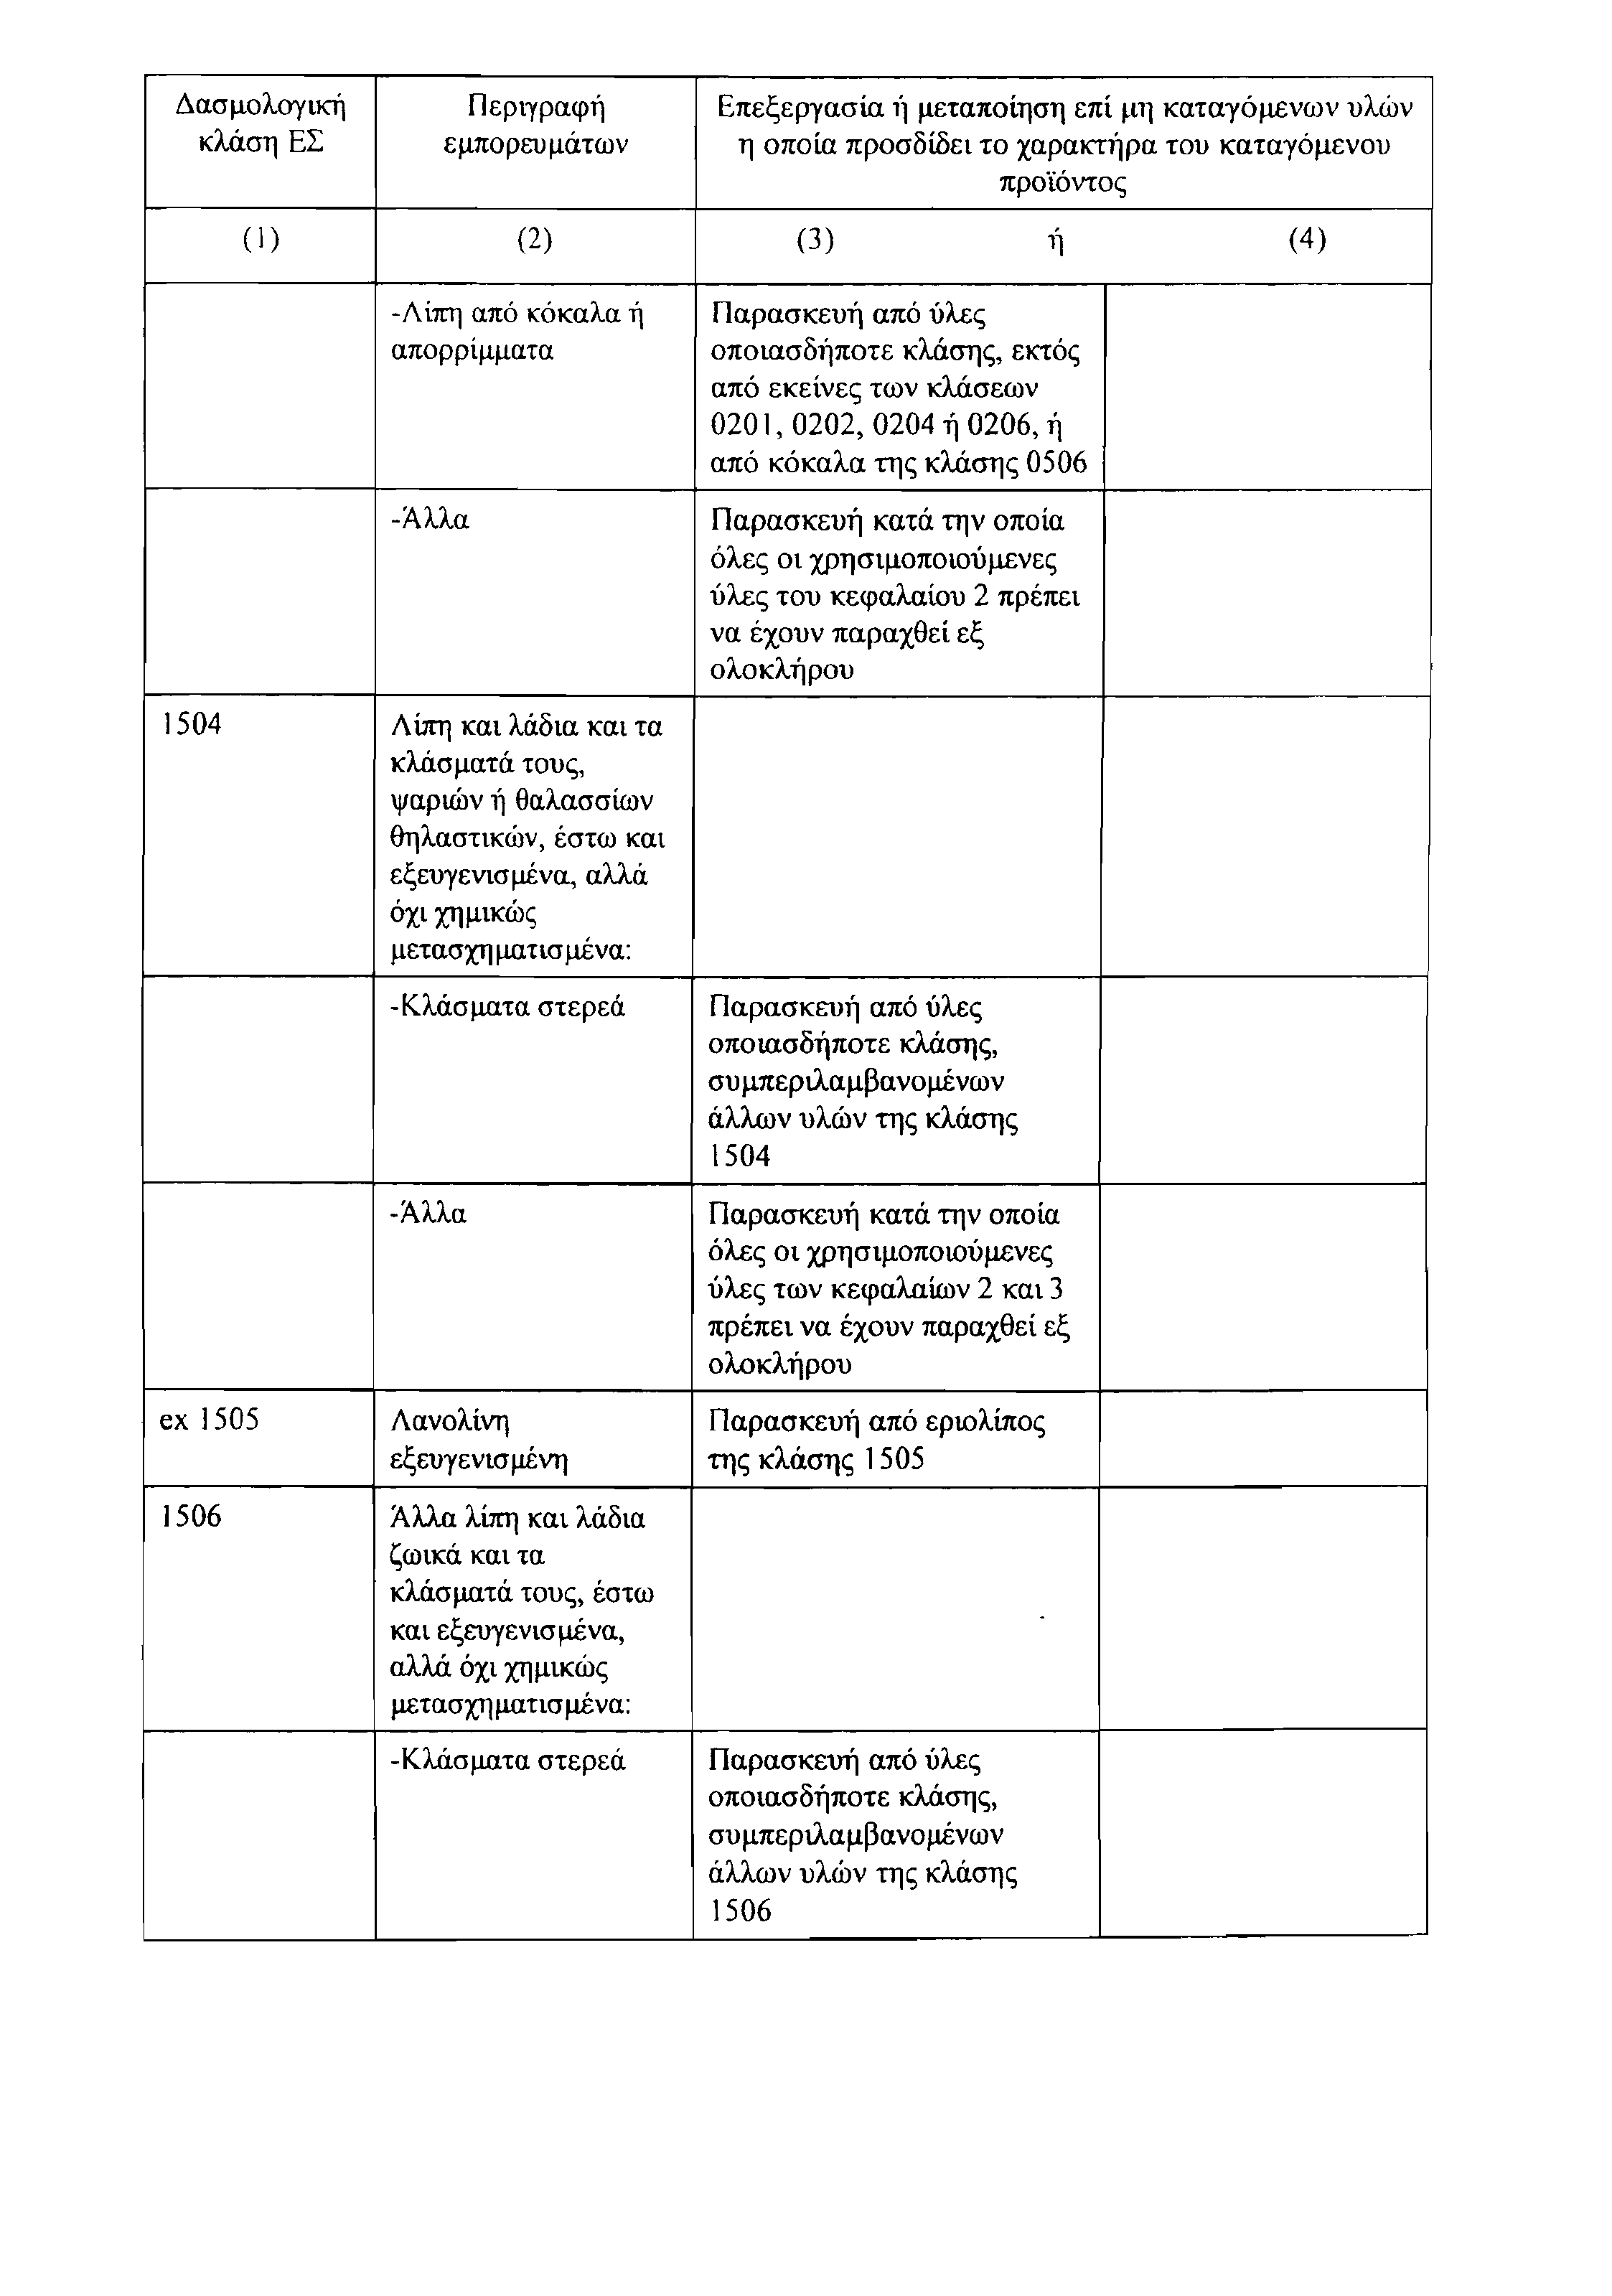 Δασμολογική
κλάση ΕΣ
Περιγραφή
εμπορευμάτων
Επεξεργασία ή μεταποίηση επί μη καταγόμενων υλών
η οποία προσδίδει το χαρακτήρα του καταγόμενου
προϊόντος
(1)
(2)
(3) ή (4)
-Λίπη από κόκαλα ή
απορρίμματα
Παρασκευή από ύλες
οποιασδήποτε κλάσης, εκτός
από εκείνες των κλάσεων
0201, 0202, 0204 ή 0206, ή
από κόκαλα της κλάσης 0506
-Άλλα
Παρασκευή κατά την οποία
όλες οι χρησιμοποιούμενες
ύλες του κεφαλαίου 2 πρέπει
να έχουν παραχθεί εξ
ολοκλήρου
1504
Λίπη και λάδια και τα
κλάσματά τους,
ψαριών ή θαλασσίων
θηλαστικών, έστω και
εξευγενισμένα, αλλά
όχι χημικώς
μετασχηματισμένα:
-Κλάσματα στερεά
Παρασκευή από ύλες
οποιασδήποτε κλάσης,
συμπεριλαμβανομένων
άλλων υλών της κλάσης
1504
-Άλλα
Παρασκευή κατά την οποία
όλες οι χρησιμοποιούμενες
ύλες των κεφαλαίων 2 και 3
πρέπει να έχουν παραχθεί εξ
ολοκλήρου
ex 1505
Λανολίνη
εξευγενισμένη
Παρασκευή από εριολίπος
της κλάσης 1505
1506
Άλλα λίπη και λάδια
ζωικά και τα
κλάσματά τους, έστω
και εξευγενισμένα,
αλλά όχι χημικώς
μετασχηματισμένα:
-Κλάσματα στερεά
Παρασκευή από ύλες
οποιασδήποτε κλάσης,
συμπεριλαμβανομένων
άλλων υλών της κλάσης
1506